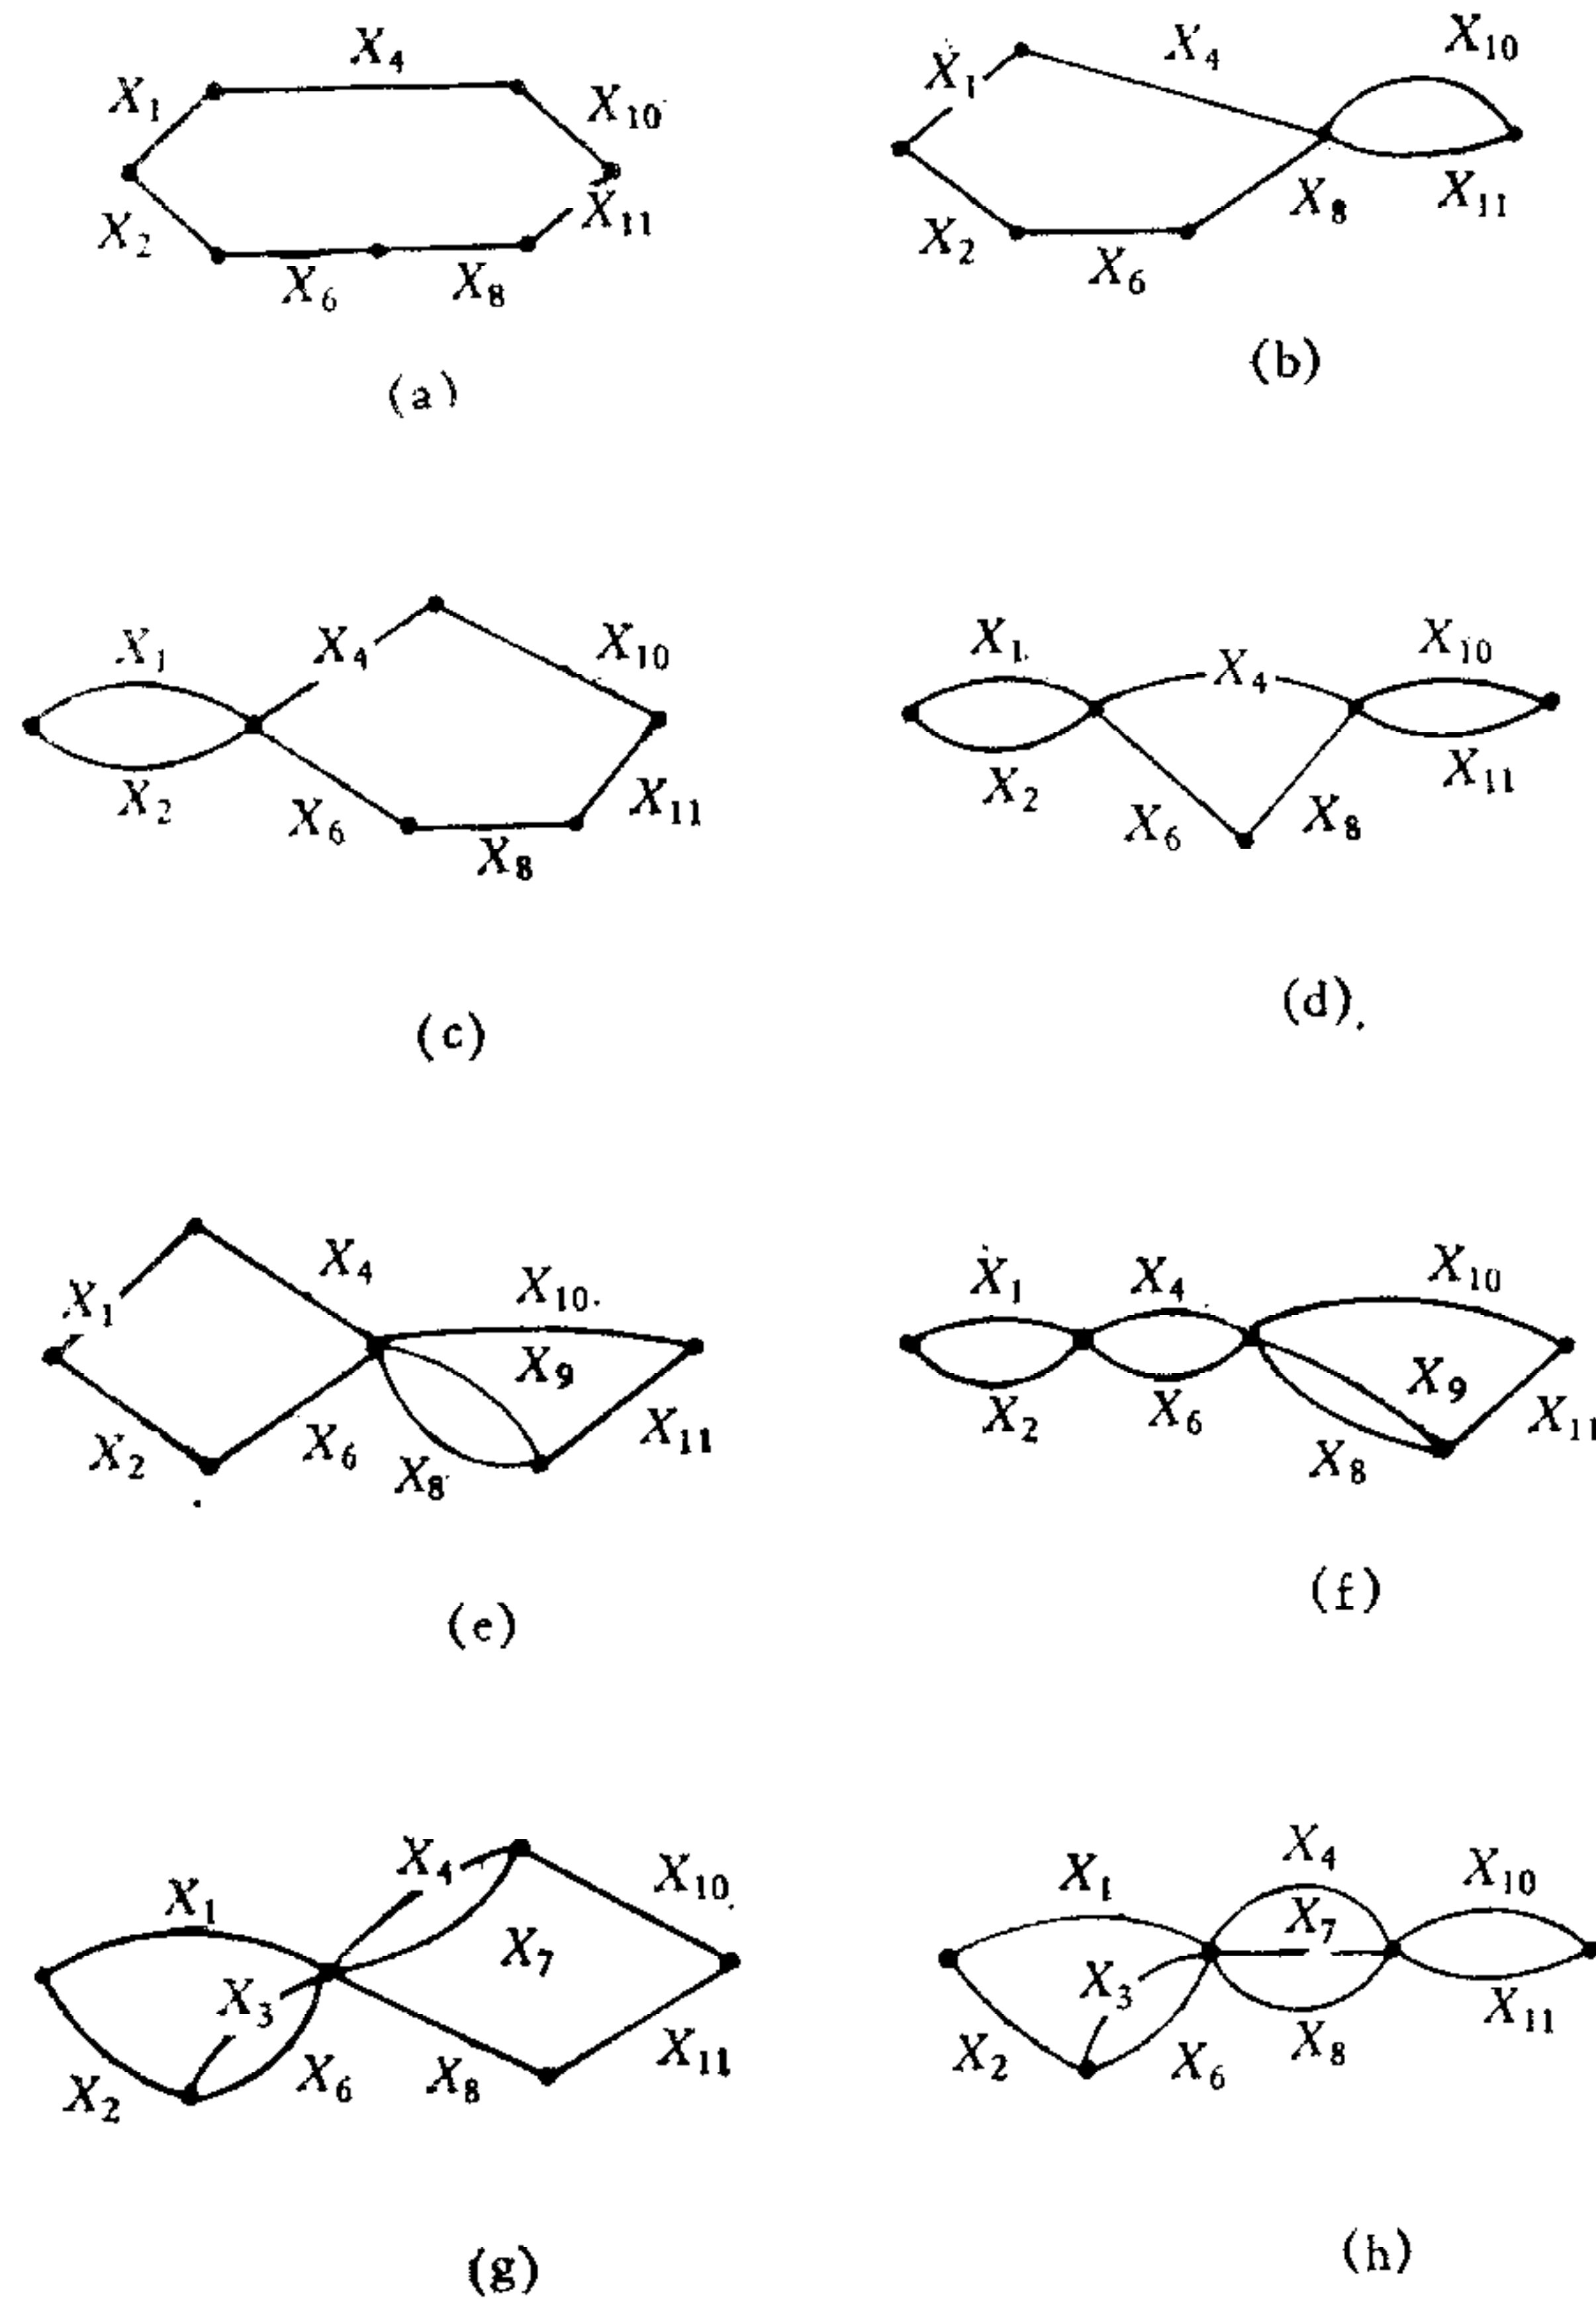 X₄
X₁
X₁₀
X₂
X₁₁
X₆
X₈
(a)
X₁
X₄
X₁₀
X₂
X₆
X₈
X₁₁
(b)
X₁
X₄
X₁₀
X₂
X₆
X₈
X₁₁
(c)
X₁
X₄
X₁₀
X₂
X₆
X₈
X₁₁
(d)
X₁
X₄
X₁₀
X₉
X₂
X₆
X₈
X₁₁
(e)
X₁
X₄
X₁₀
X₂
X₆
X₉
X₈
X₁₁
(f)
X₁
X₄
X₁₀
X₃
X₇
X₂
X₆
X₈
X₁₁
(g)
X₁
X₄
X₁₀
X₇
X₃
X₂
X₆
X₈
X₁₁
(h)